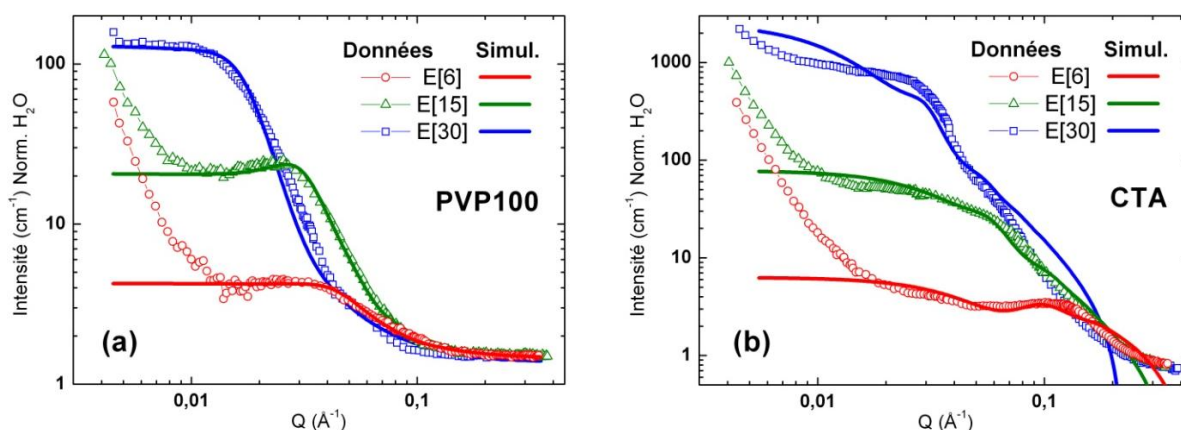 Intensité (cm⁻¹) Norm. H₂O
100
10
1
Données Simul.
E[6]
E[15]
E[30]
PVP100
(a)
0,01 0,1
Q (Å⁻¹)
Intensité (cm⁻¹) Norm. H₂O
1000
100
10
1
Données Simul.
E[6]
E[15]
E[30]
CTA
(b)
0,01 0,1
Q (Å⁻¹)